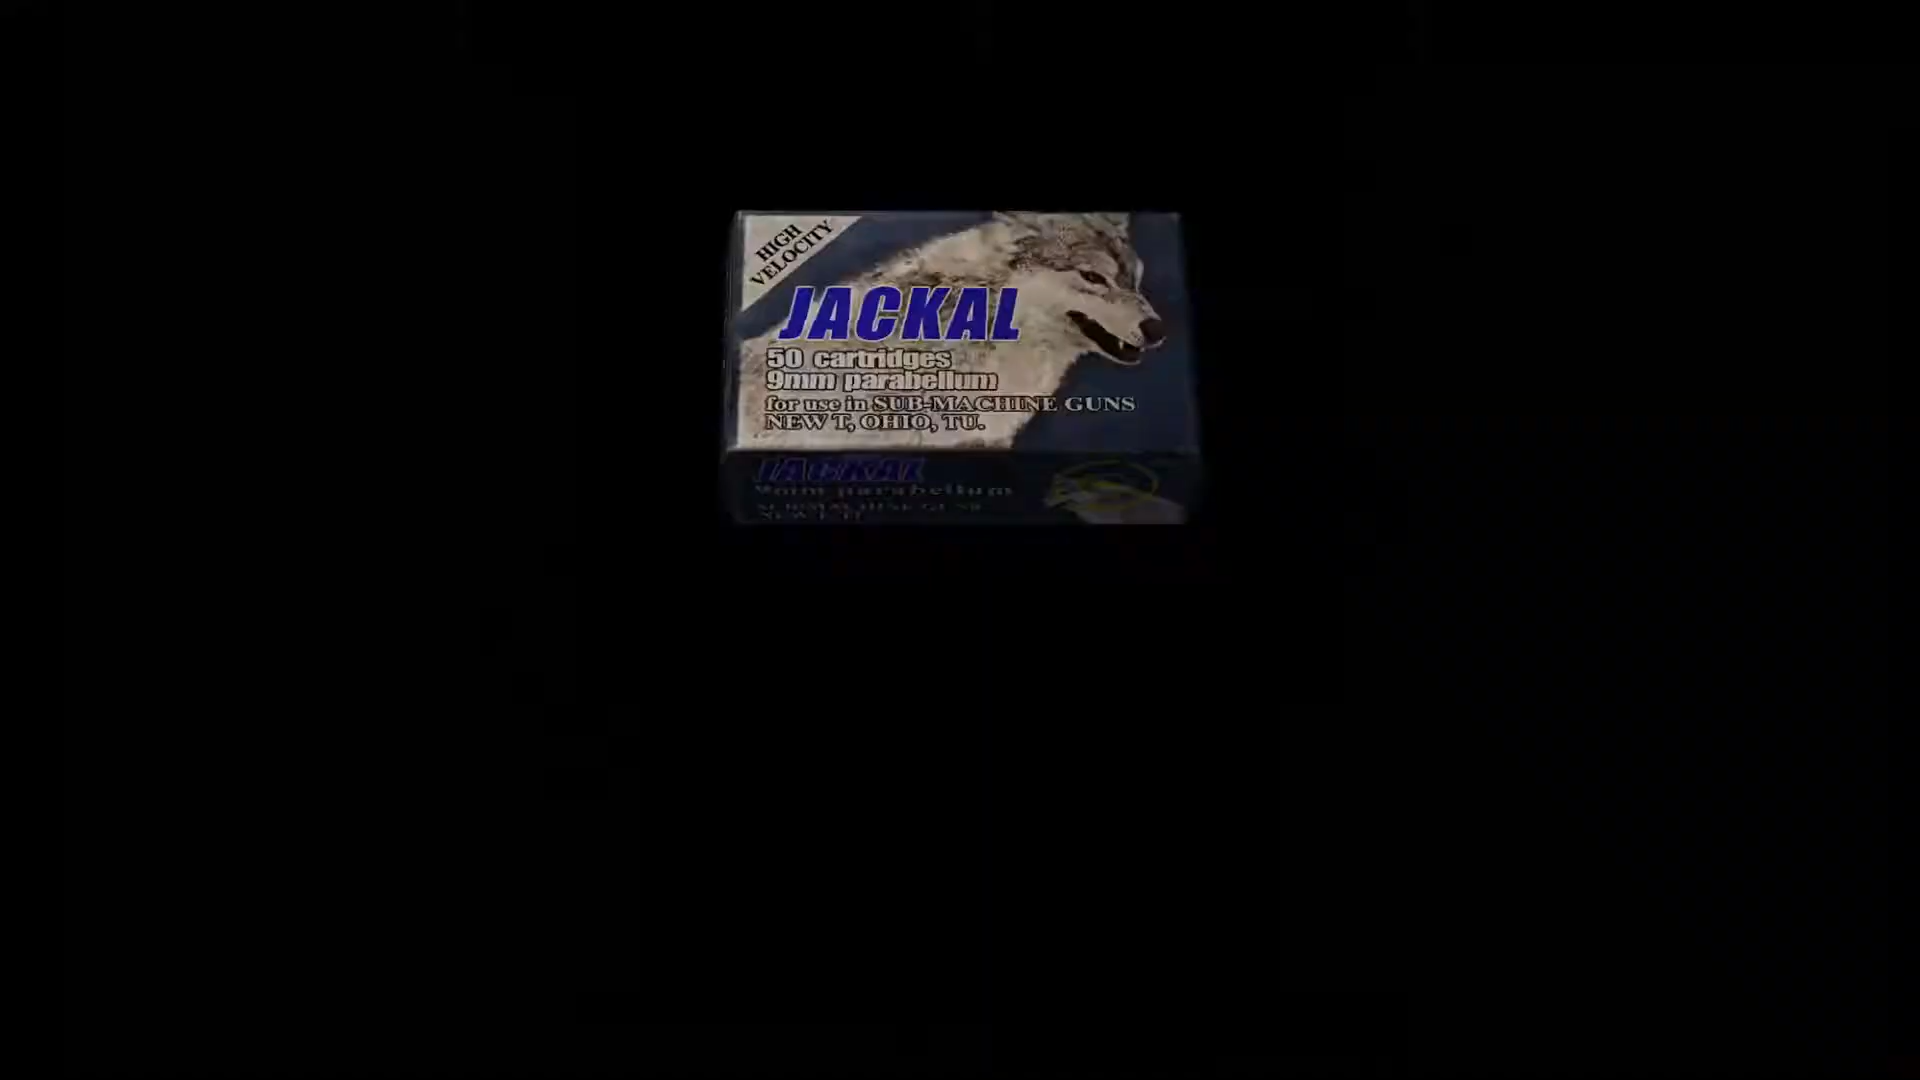 HIGH
VELOCITY
JACKAL
50 cartridges
9mm parabellum
for use in SUB-MACHINE GUNS
NEW T, OHIO, TU.
JACKAL
9mm parabellum